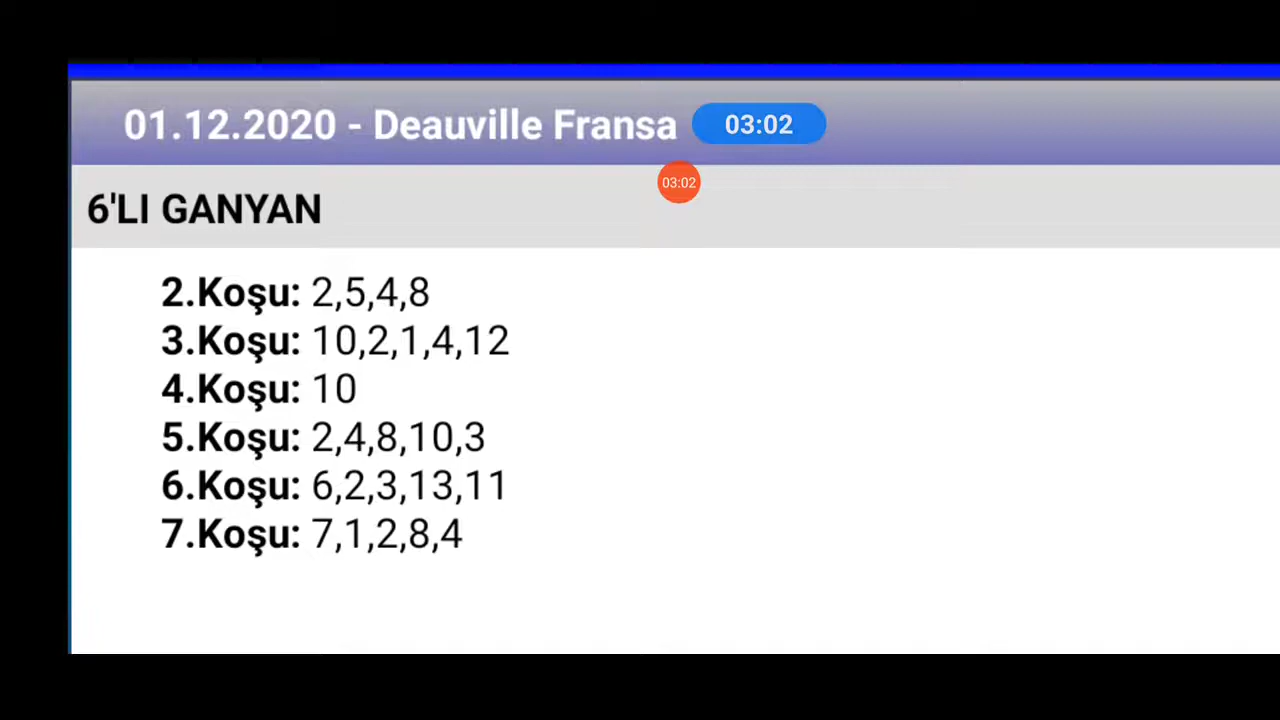 01.12.2020 - Deauville Fransa 03:02
03:02
6'LI GANYAN
2.Koşu: 2,5,4,8
3.Koşu: 10,2,1,4,12
4.Koşu: 10
5.Koşu: 2,4,8,10,3
6.Koşu: 6,2,3,13,11
7.Koşu: 7,1,2,8,4